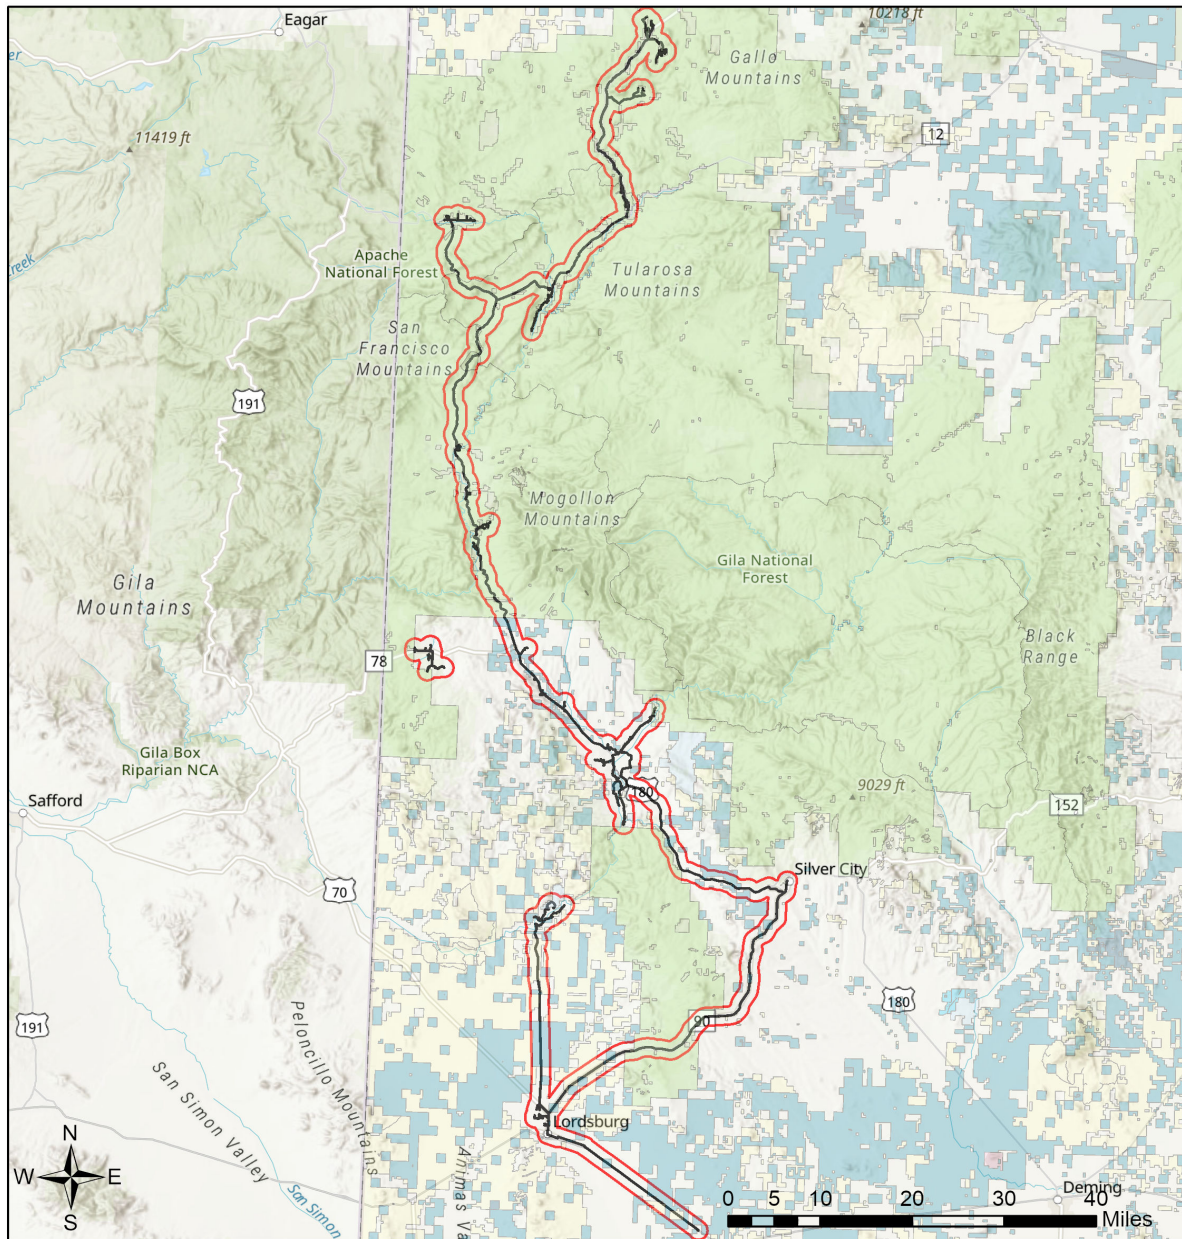 Eagar
10218 ft
Gallo
Mountains
er
12
11419 ft
Apache
National Forest
Tularosa
Mountains
reek
San
Francisco
Mountains
191
Mogollon
Mountains
Gila National
Forest
Gila
Mountains
Black
Range
78
Gila Box
Riparian NCA
Safford
180
9029 ft
152
Silver City
70
180
90
191
Peloncillo Mountains
San Simon Valley
Lordsburg
Animas Va
San Simon
Deming
N
W E
S
0 5 10 20 30 40
Miles